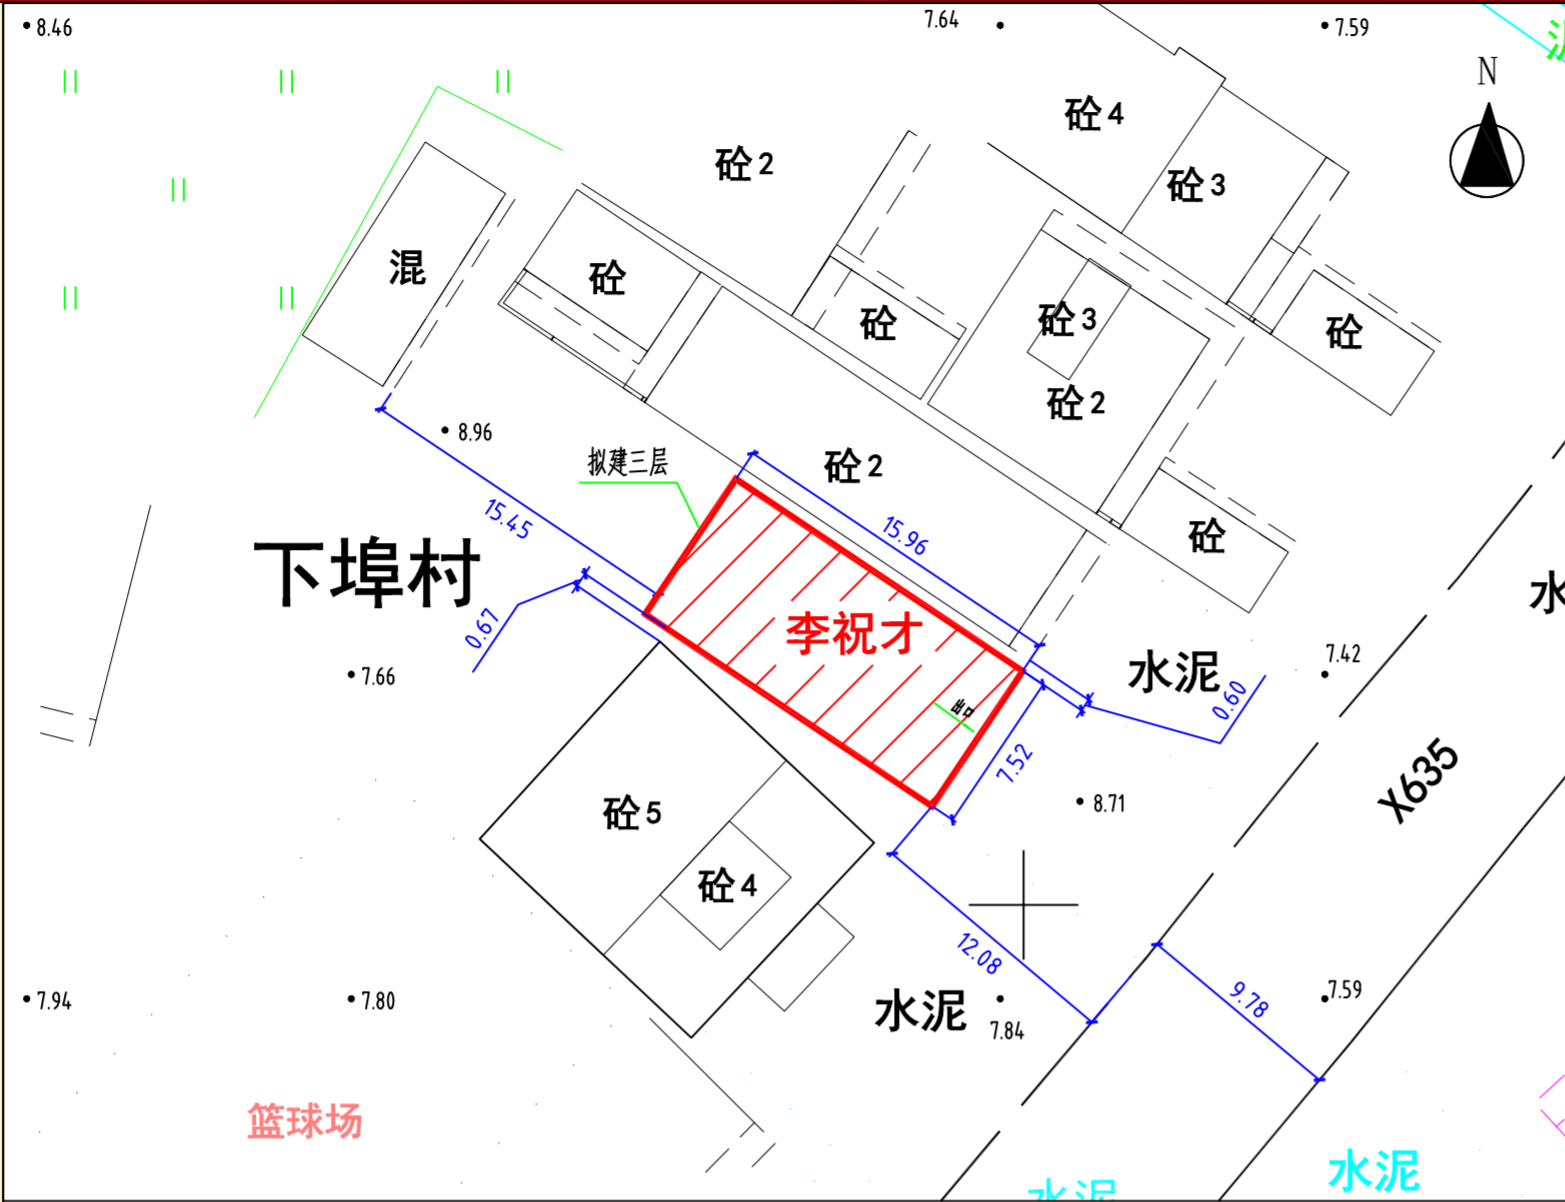 8.46
7.64
7.59
N
砼4
砼2
砼3
混
砼
砼
砼3
砼
砼2
8.96
拟建三层
砼2
15.45
15.96
砼
下埠村
水
0.67
李祝才
水泥
7.42
7.66
0.60
7.52
X635
8.71
砼5
砼4
12.08
9.78
7.59
7.94
7.80
水泥
7.84
篮球场
水泥
水泥